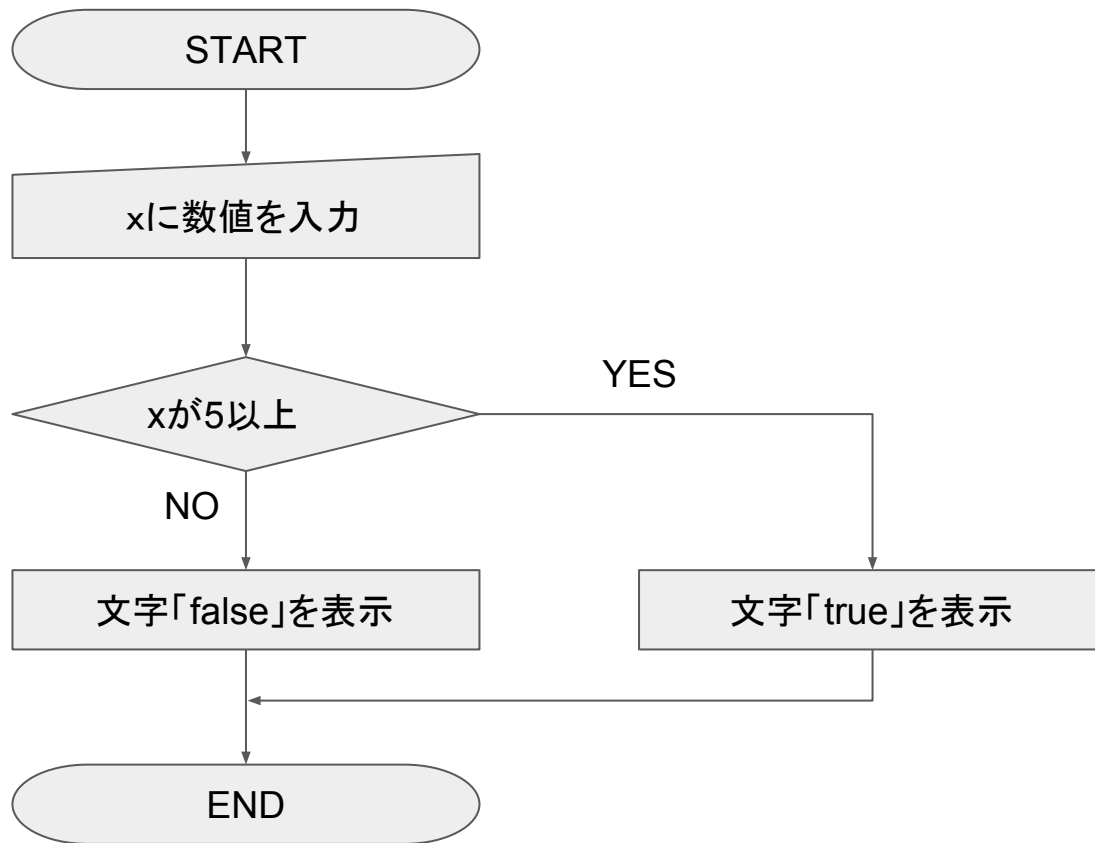 START
xに数値を入力
xが5以上
YES
NO
文字「false」を表示
文字「true」を表示
END